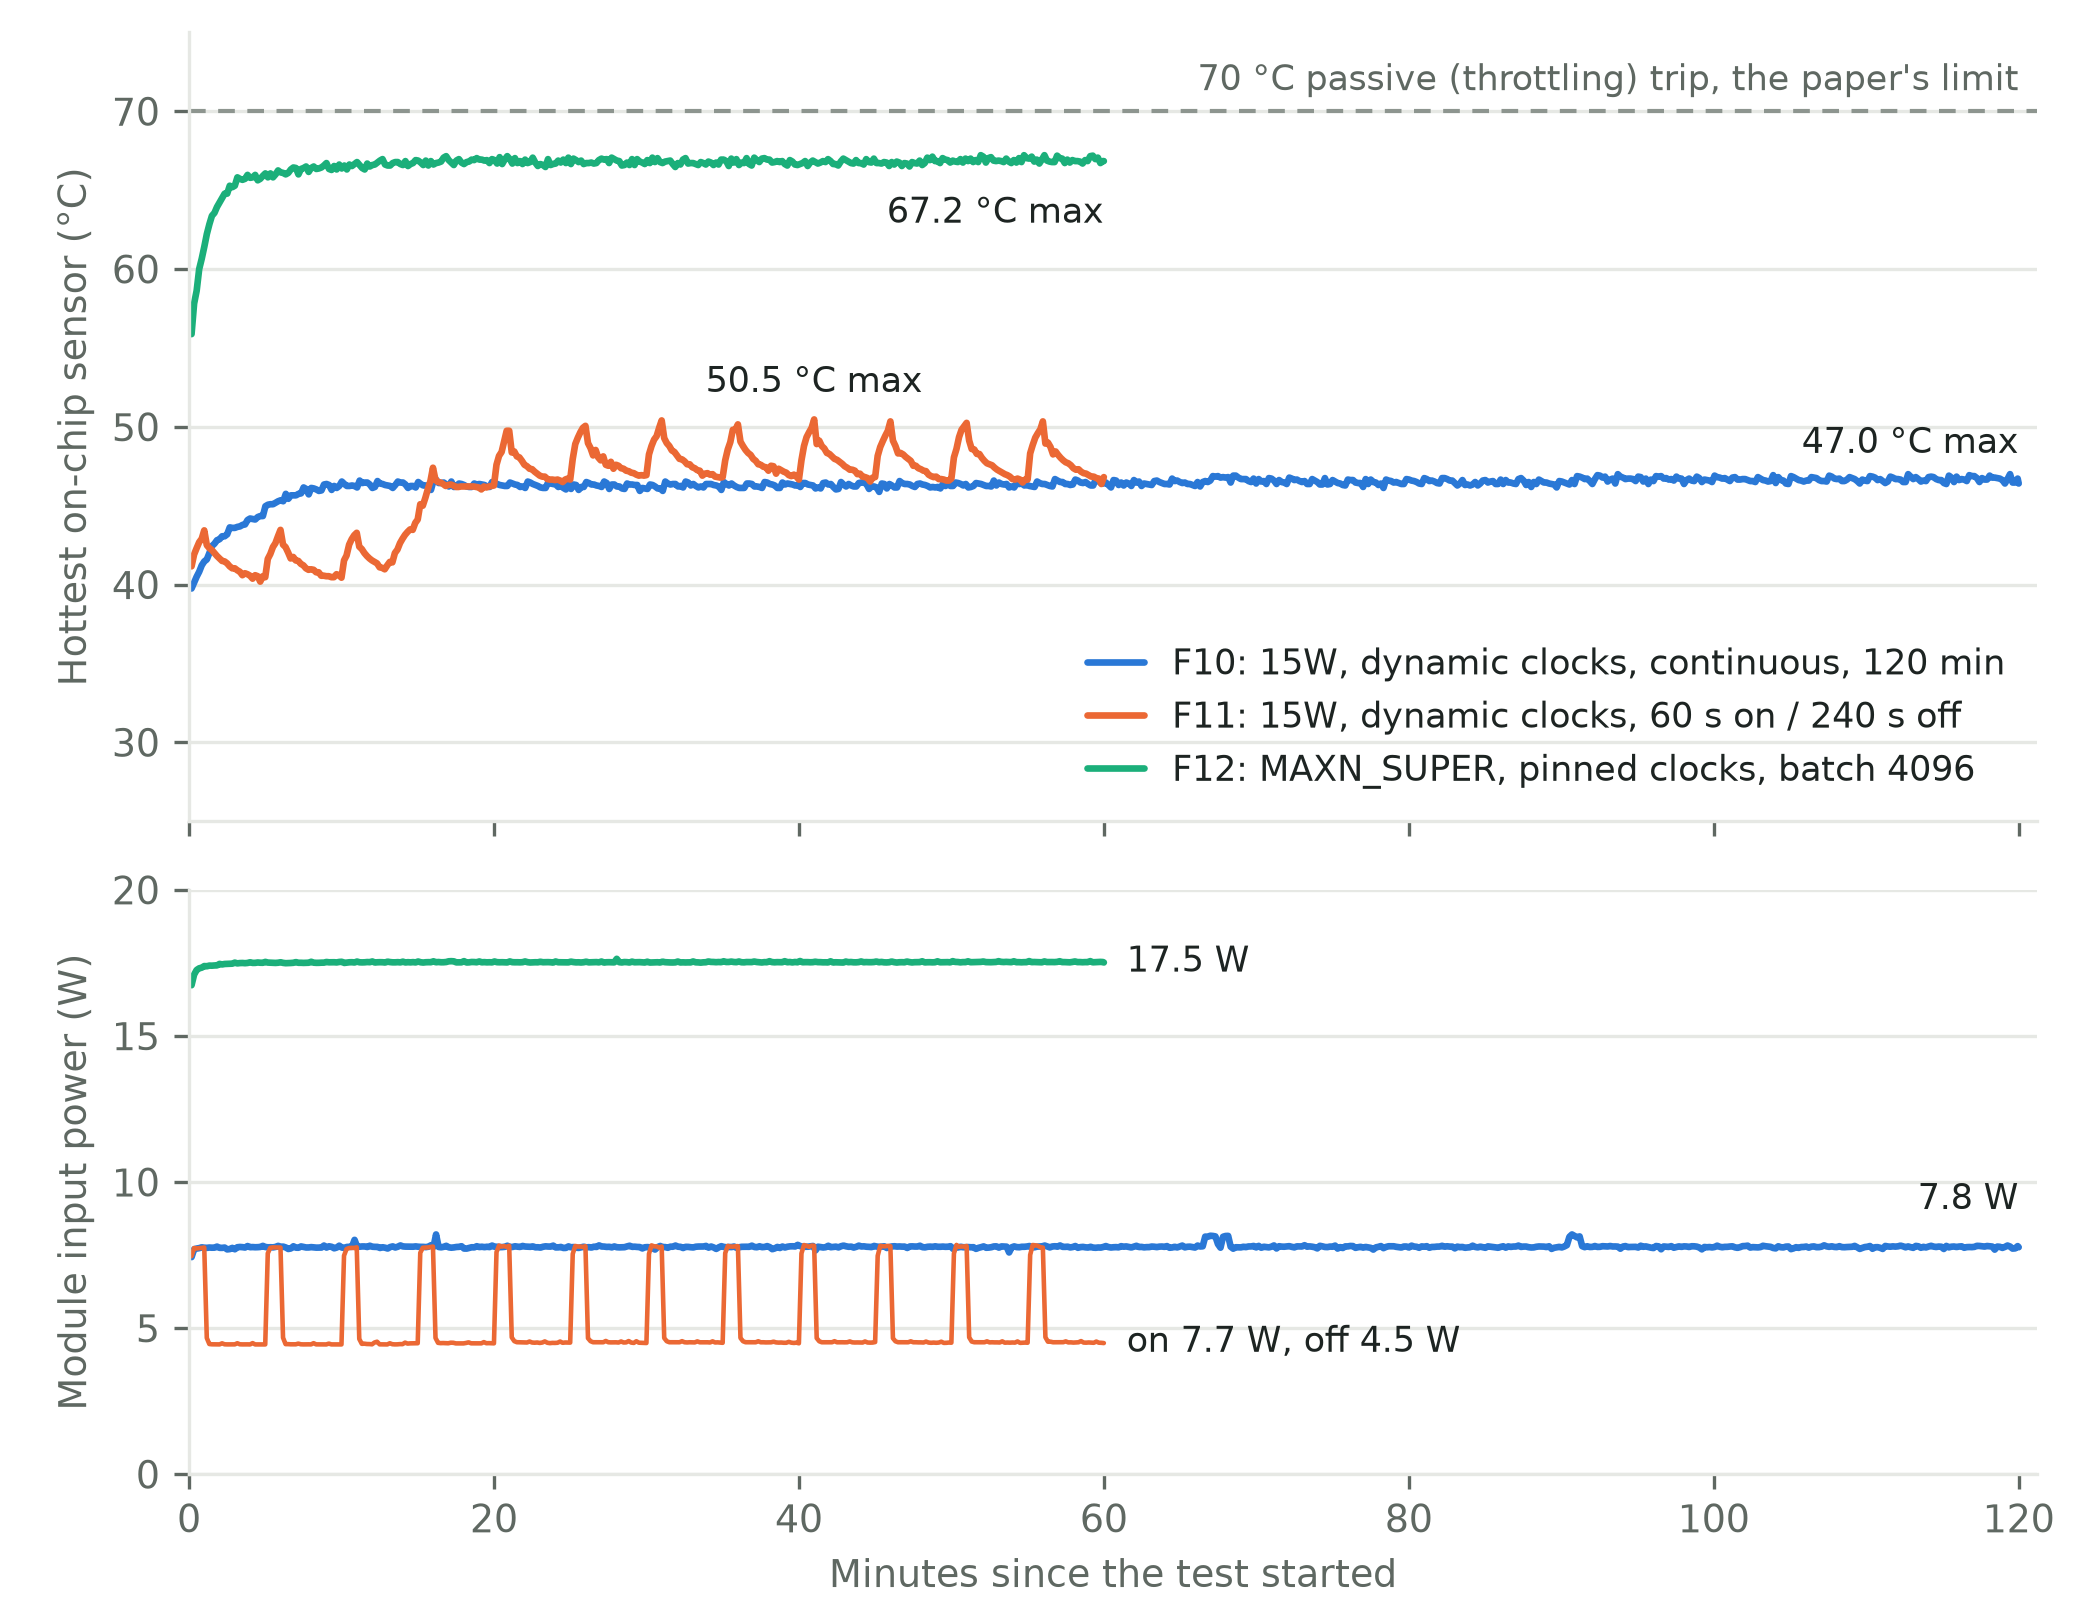 70 °C passive (throttling) trip, the paper's limit
70
67.2 °C max
60
50.5 °C max
50
47.0 °C max
40
30
Hottest on-chip sensor (°C)
F10: 15W, dynamic clocks, continuous, 120 min
F11: 15W, dynamic clocks, 60 s on / 240 s off
F12: MAXN_SUPER, pinned clocks, batch 4096
20
17.5 W
15
10
7.8 W
5
on 7.7 W, off 4.5 W
0
Module input power (W)
0 20 40 60 80 100 120
Minutes since the test started